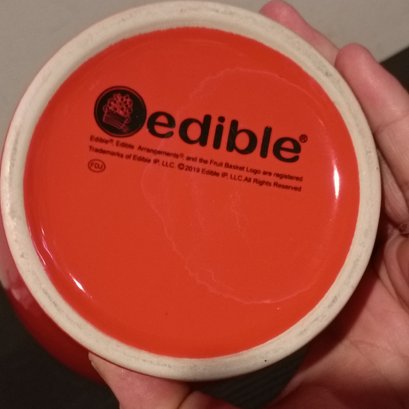 edible®
Edible® Edible Arrangements® and the Fruit Basket Logo are registered
Trademarks of Edible IP, LLC. ©2019 Edible IP, LLC.All Rights Reserved